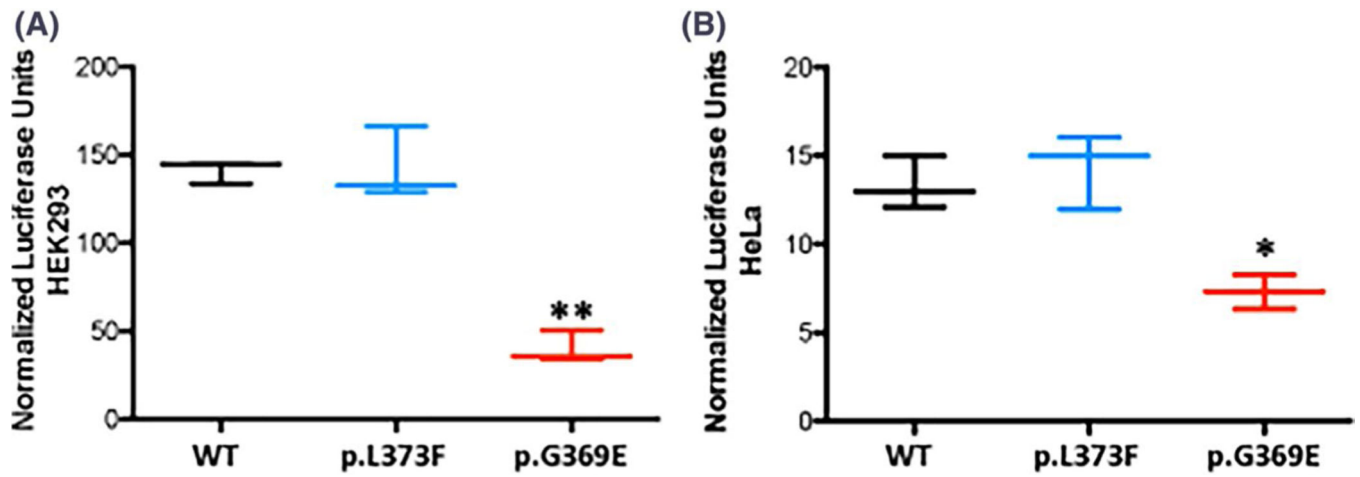 (A)
Normalized Luciferase Units
HEK293
200
150
100
50
0
**
WT p.L373F p.G369E
(B)
Normalized Luciferase Units
HeLa
20
15
10
5
0
*
WT p.L373F p.G369E